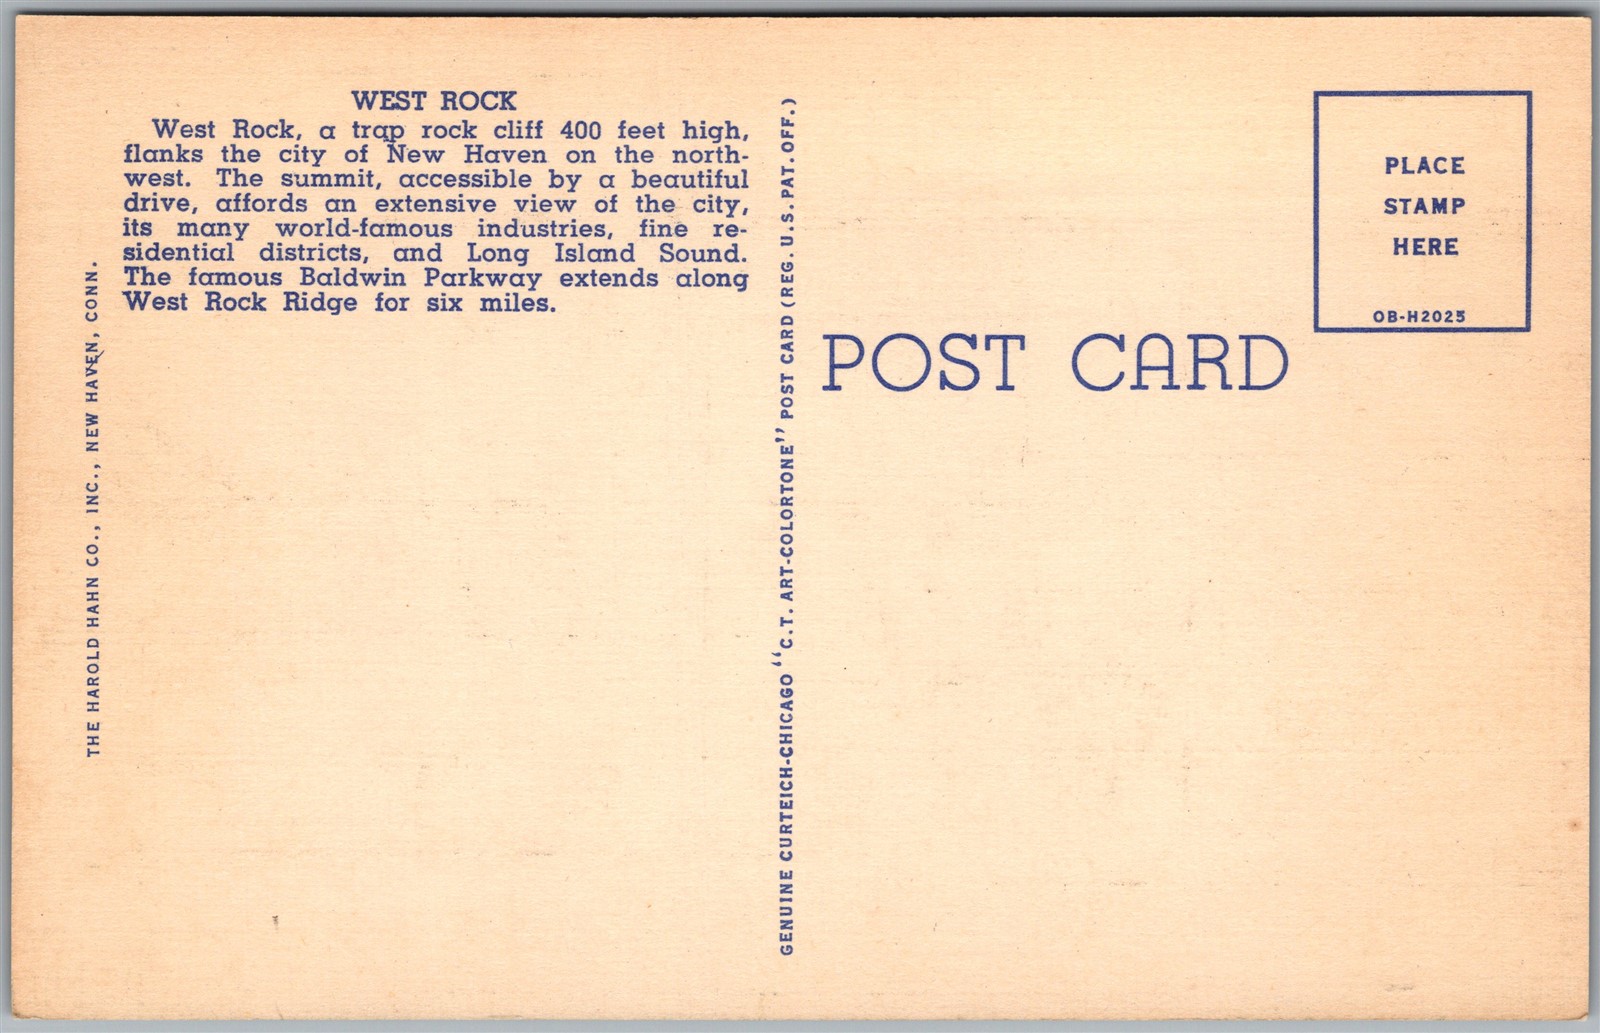 WEST ROCK
West Rock, a trap rock cliff 400 feet high,
flanks the city of New Haven on the north-
west. The summit, accessible by a beautiful
drive, affords an extensive view of the city,
its many world-famous industries, fine re-
sidential districts, and Long Island Sound.
The famous Baldwin Parkway extends along
West Rock Ridge for six miles.
THE HAROLD HAHN CO., INC., NEW HAVEN, CONN.
GENUINE CURTEICH-CHICAGO "C.T. ART-COLORTONE" POST CARD (REG. U.S. PAT. OFF.)
POST CARD
PLACE
STAMP
HERE
OB-H2025